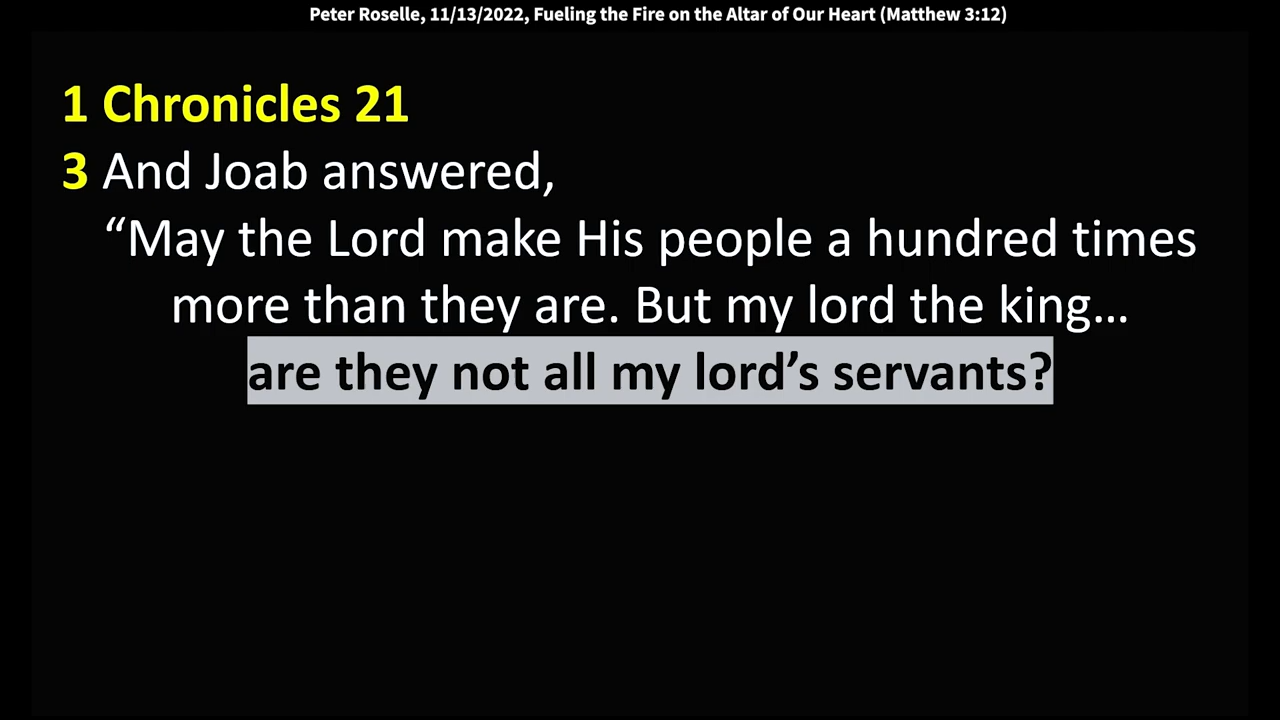 Peter Roselle, 11/13/2022, Fueling the Fire on the Altar of Our Heart (Matthew 3:12)
1 Chronicles 21
3 And Joab answered,
“May the Lord make His people a hundred times
more than they are. But my lord the king…
are they not all my lord’s servants?